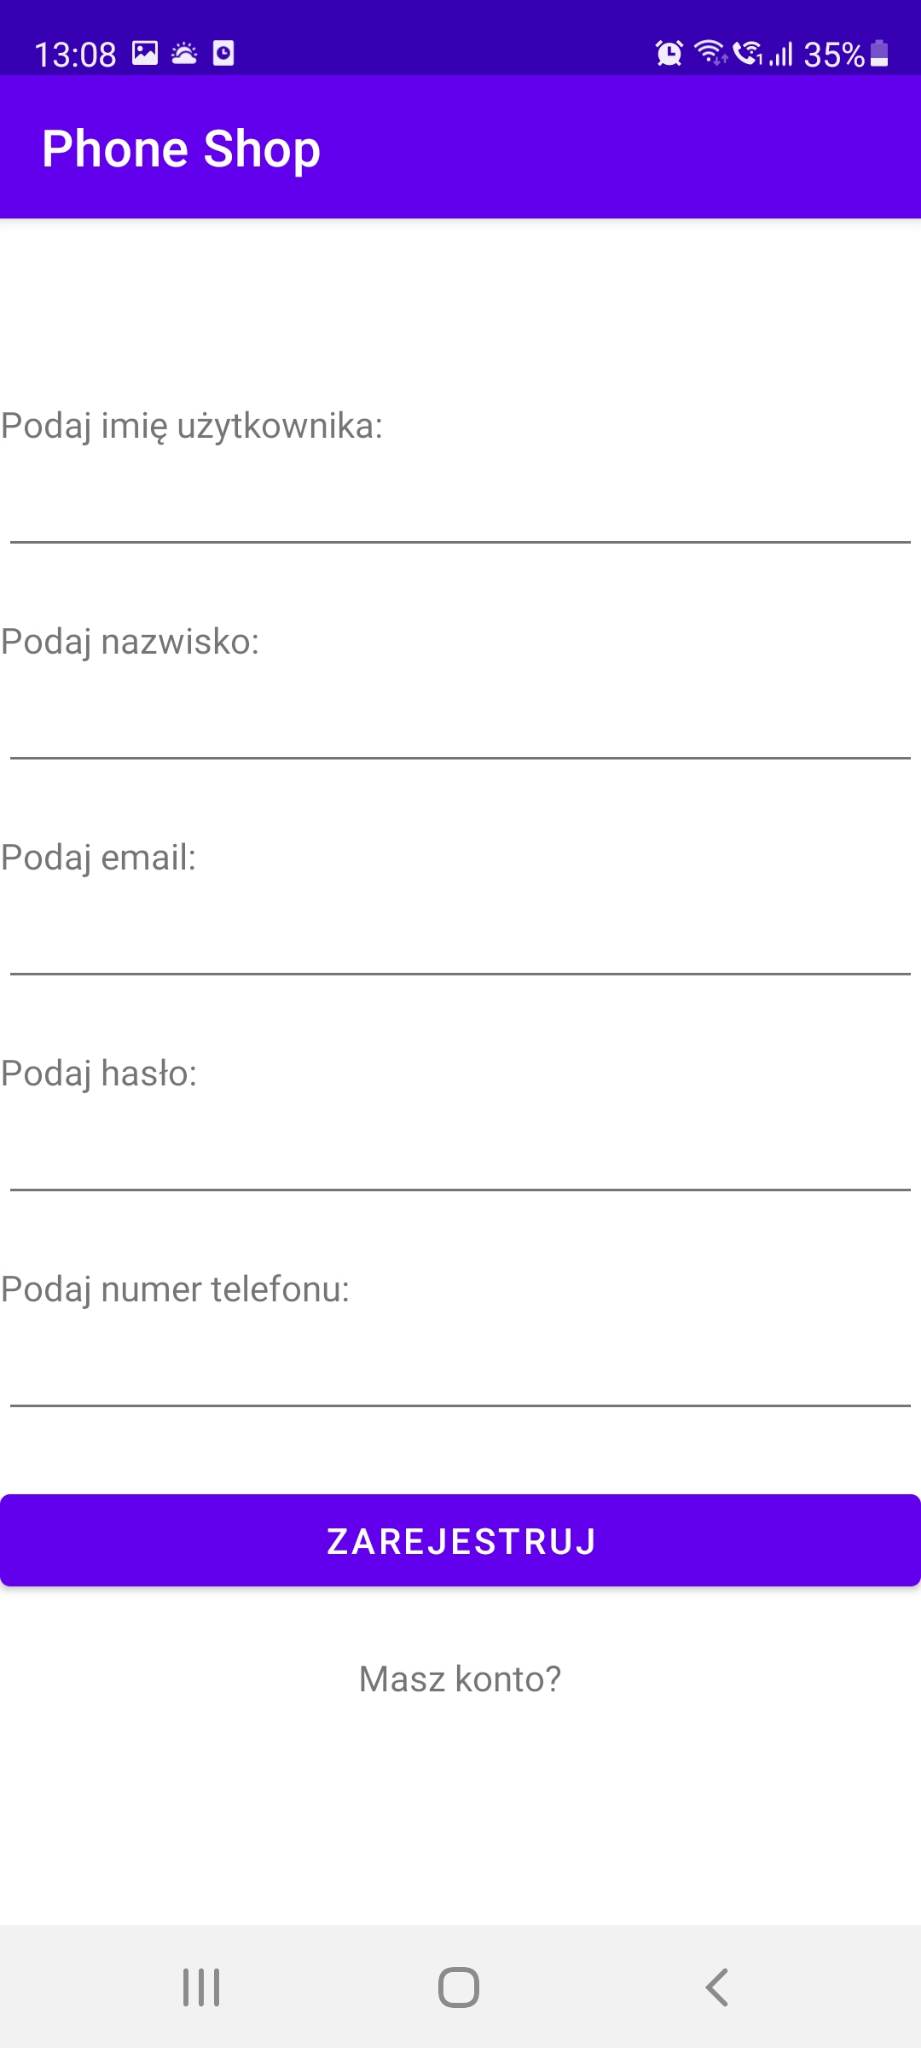 13:08 35%
Phone Shop
Podaj imię użytkownika:
Podaj nazwisko:
Podaj email:
Podaj hasło:
Podaj numer telefonu:
ZAREJESTRUJ
Masz konto?